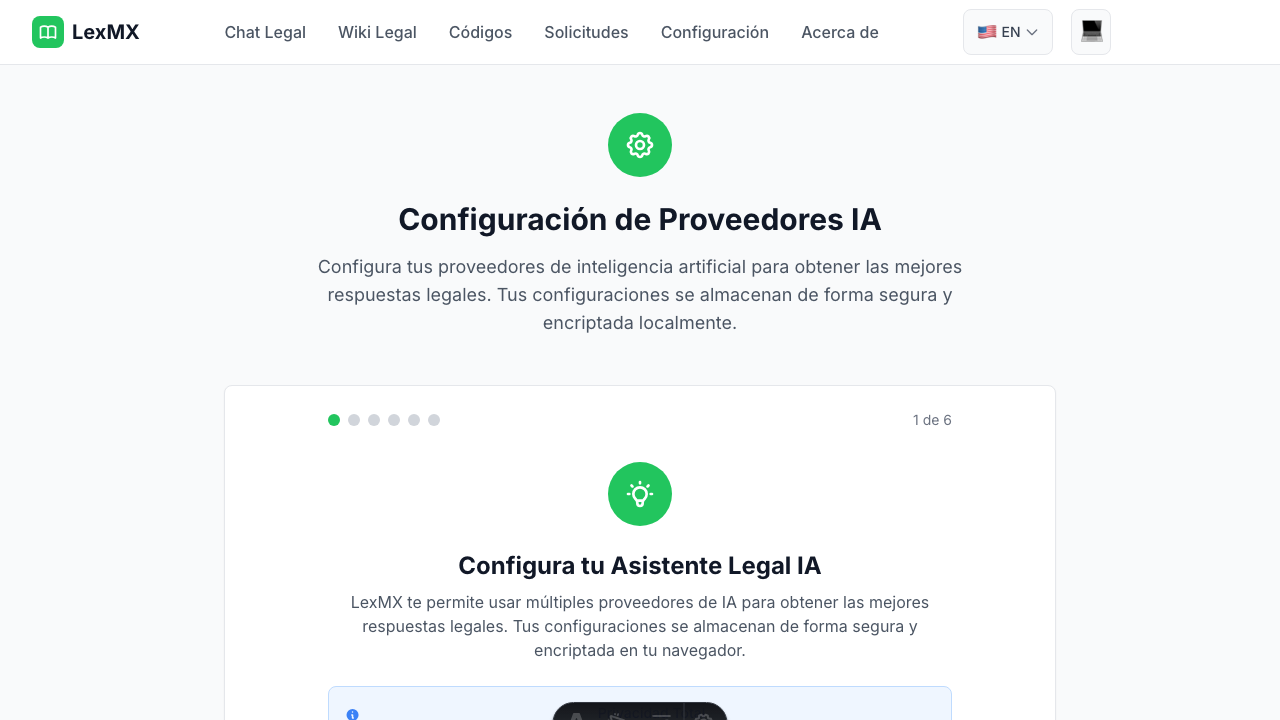 LexMX
Chat Legal
Wiki Legal
Códigos
Solicitudes
Configuración
Acerca de
EN
Configuración de Proveedores IA
Configura tus proveedores de inteligencia artificial para obtener las mejores
respuestas legales. Tus configuraciones se almacenan de forma segura y
encriptada localmente.
1 de 6
Configura tu Asistente Legal IA
LexMX te permite usar múltiples proveedores de IA para obtener las mejores
respuestas legales. Tus configuraciones se almacenan de forma segura y
encriptada en tu navegador.